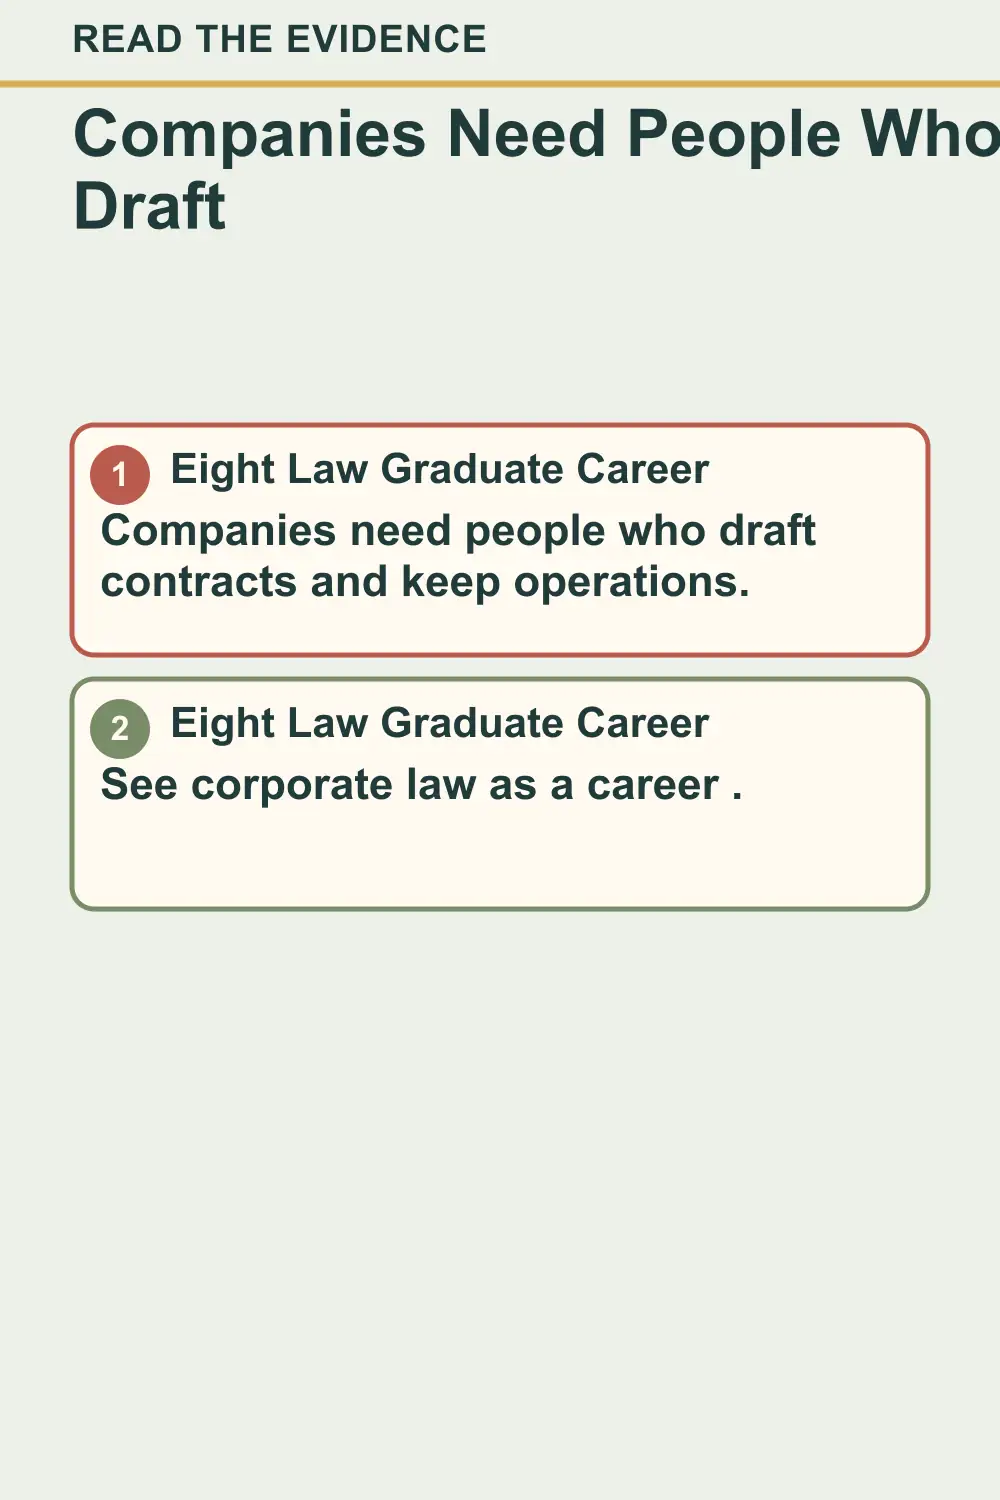 READ THE EVIDENCE
Companies Need People Who
Draft
1 Eight Law Graduate Career
Companies need people who draft
contracts and keep operations.
2 Eight Law Graduate Career
See corporate law as a career .